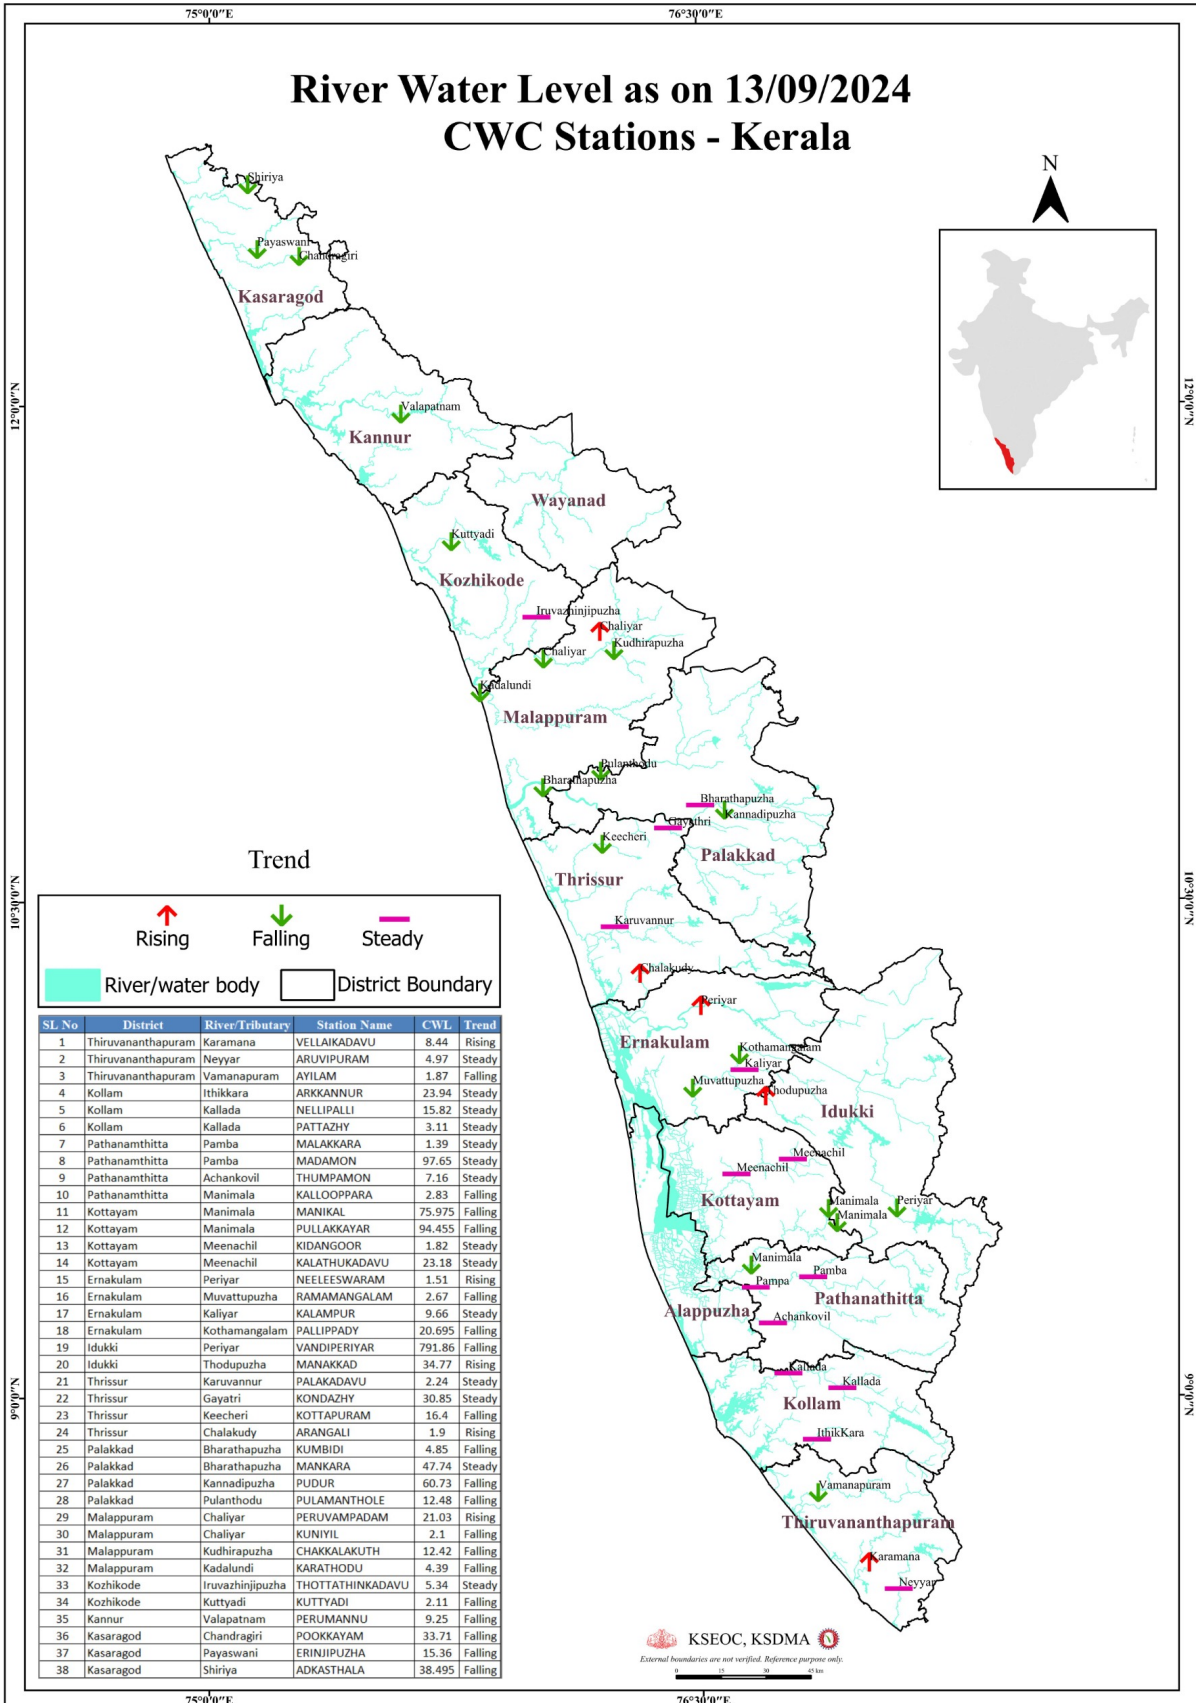 75°0'0"E 76°30'0"E
River Water Level as on 13/09/2024
CWC Stations - Kerala
N
Shiriya
Payaswani
Chandragiri
Kasaragod
12°0'0"N 12°0'0"N
Valapatnam
Kannur
Wayanad
Kuttyadi
Kozhikode
Iruvazhinjipuzha
Chaliyar
Kudhirapuzha
Chaliyar
Kadalundi
Malappuram
Pulanthodu
Bharathapuzha
Bharathapuzha
Kannadipuzha
Gayathri
Keecheri
Palakkad
Thrissur
Trend
10°30'0"N 10°30'0"N
Rising Falling Steady
River/water body District Boundary
Karuvannur
Chalakudy
Periyar
Ernakulam
Kothamangalam
Kaliyar
Muvattupuzha
Thodupuzha
Idukki
Meenachil
Meenachil
Kottayam
Manimala
Periyar
Manimala
Manimala
Pamba
Pampa
Pathanathitta
Alappuzha
Achankovil
Kallada
Kallada
Kollam
IthikKara
9°0'0"N 9°0'0"N
Vamanapuram
Thiruvananthapuram
Karamana
Neyyar
SL No District River/Tributary Station Name CWL Trend
1 Thiruvananthapuram Karamana VELLAIKADAVU 8.44 Rising
2 Thiruvananthapuram Neyyar ARUVIPURAM 4.97 Steady
3 Thiruvananthapuram Vamanapuram AYILAM 1.87 Falling
4 Kollam Ithikkara ARKKANNUR 23.94 Steady
5 Kollam Kallada NELLIPALLI 15.82 Steady
6 Kollam Kallada PATTAZHY 3.11 Steady
7 Pathanamthitta Pamba MALAKKARA 1.39 Steady
8 Pathanamthitta Pamba MADAMON 97.65 Steady
9 Pathanamthitta Achankovil THUMPAMON 7.16 Steady
10 Pathanamthitta Manimala KALLOOPPARA 2.83 Falling
11 Kottayam Manimala MANIKAL 75.975 Falling
12 Kottayam Manimala PULLAKKAYAR 94.455 Falling
13 Kottayam Meenachil KIDANGOOR 1.82 Steady
14 Kottayam Meenachil KALATHUKADAVU 23.18 Steady
15 Ernakulam Periyar NEELEESWARAM 1.51 Rising
16 Ernakulam Muvattupuzha RAMAMANGALAM 2.67 Falling
17 Ernakulam Kaliyar KALAMPUR 9.66 Steady
18 Ernakulam Kothamangalam PALLIPPADY 20.695 Falling
19 Idukki Periyar VANDIPERIYAR 791.86 Falling
20 Idukki Thodupuzha MANAKKAD 34.77 Rising
21 Thrissur Karuvannur PALAKADAVU 2.24 Steady
22 Thrissur Gayatri KONDAZHY 30.85 Steady
23 Thrissur Keecheri KOTTAPURAM 16.4 Falling
24 Thrissur Chalakudy ARANGALI 1.9 Rising
25 Palakkad Bharathapuzha KUMBIDI 4.85 Falling
26 Palakkad Bharathapuzha MANKARA 47.74 Steady
27 Palakkad Kannadipuzha PUDUR 60.73 Falling
28 Palakkad Pulanthodu PULAMANTHOLE 12.48 Falling
29 Malappuram Chaliyar PERUVAMPADAM 21.03 Rising
30 Malappuram Chaliyar KUNIYIL 2.1 Falling
31 Malappuram Kudhirapuzha CHAKKALAKUTH 12.42 Falling
32 Malappuram Kadalundi KARATHODU 4.39 Falling
33 Kozhikode Iruvazhinjipuzha THOTTATHINKADAVU 5.34 Steady
34 Kozhikode Kuttyadi KUTTYADI 2.11 Falling
35 Kannur Valapatnam PERUMANNU 9.25 Falling
36 Kasaragod Chandragiri POOKKAYAM 33.71 Falling
37 Kasaragod Payaswani ERINJIPUZHA 15.36 Falling
38 Kasaragod Shiriya ADKASTHALA 38.495 Falling
KSEOC, KSDMA
External boundaries are not verified. Reference purpose only.
0 15 30 45 km
75°0'0"E 76°30'0"E